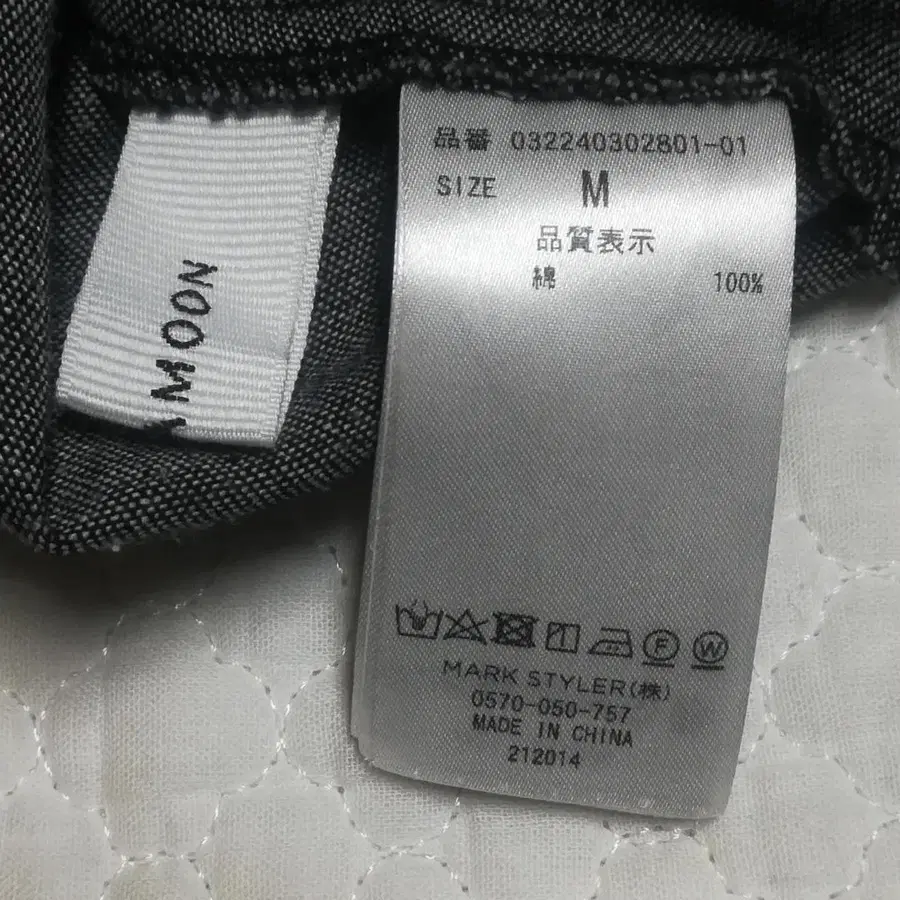 品番 032240302801-01
SIZE M
品質表示
綿 100%
F W
MARK STYLER(株)
0570-050-757
MADE IN CHINA
212014
MOON